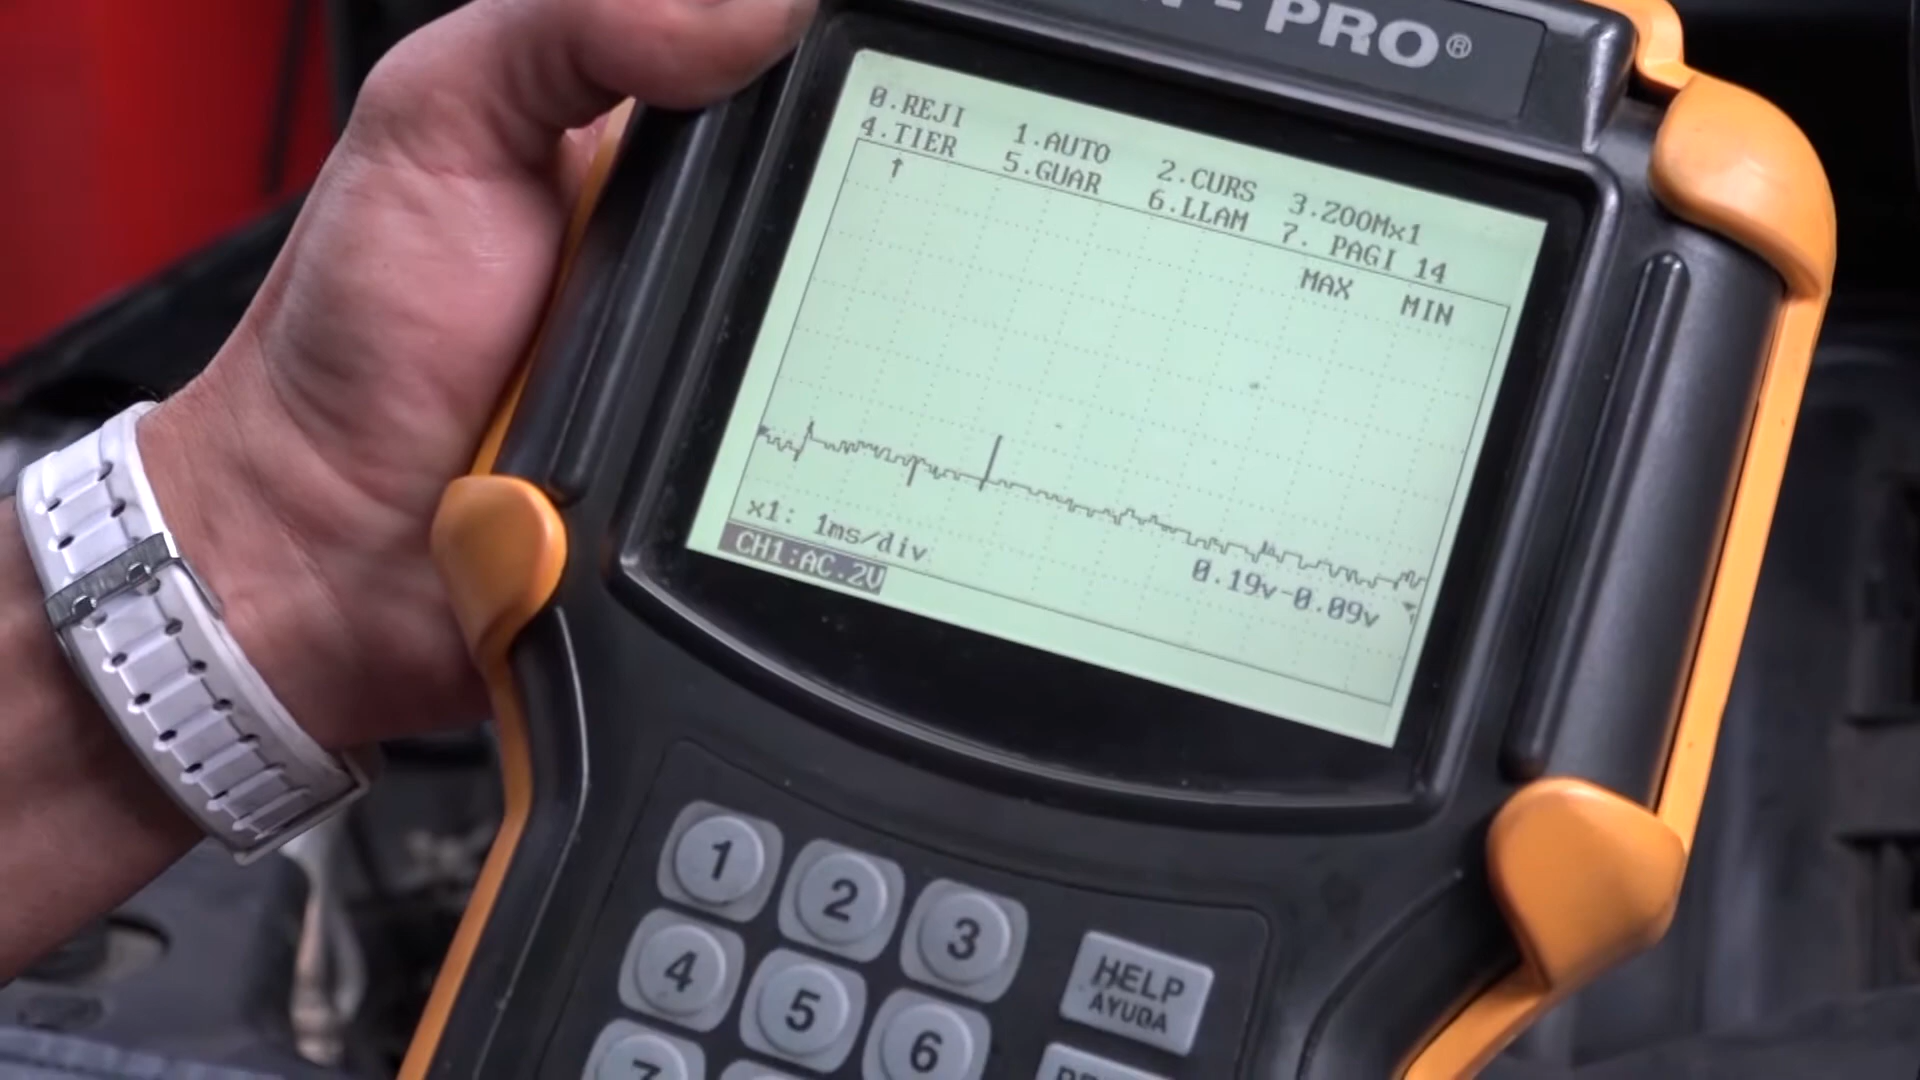 - PRO®
0.REJI 1.AUTO 2.CURS 3.ZOOMx1
4.TIER 5.GUAR 6.LLAM 7. PAGI 14
MAX MIN
x1: 1ms/div
0.19v-0.09v
CH1:AC.2V
1 2 3
4 5 6
HELP
AYUDA
7